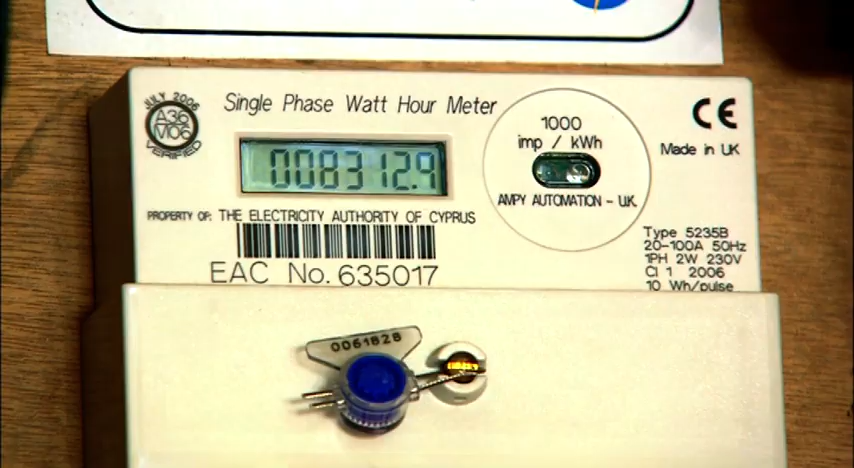 JULY 2006
A36
M06
VERIFIED
Single Phase Watt Hour Meter
008312.9
1000
imp / kWh
AMPY AUTOMATION - UK
CE
Made in UK
PROPERTY OF: THE ELECTRICITY AUTHORITY OF CYPRUS
EAC No. 635017
Type 5235B
20-100A 50Hz
1PH 2W 230V
Cl 1 2006
10 Wh/pulse
0061828